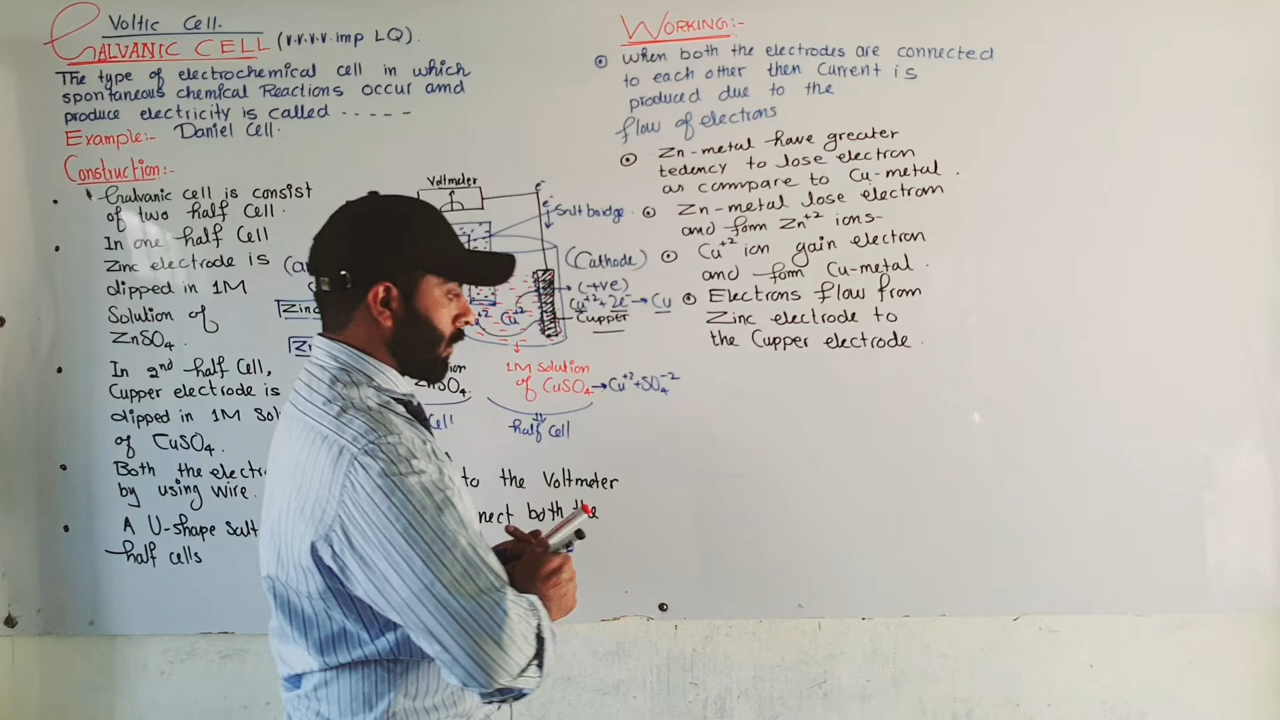 Voltic Cell.
GALVANIC CELL (v.v.v.v.imp LQ).
The type of electrochemical cell in which
spontaneous chemical Reactions occur and
produce electricity is called -----
Example:- Daniel Cell.
Construction:-
Galvanic cell is consist
of two half Cell.
In one half Cell
Zinc electrode is
dipped in 1M
Solution of
ZnSO4.
In 2nd half Cell,
Cupper electrode is
dipped in 1M Sol
of CuSO4.
Both the electr
to the Voltmeter
by using wire.
A U-shape Salt
nect both the
half cells
Voltmeter
e-
e-
Salt bridge.
(Cathode)
(+ve)
Cu+2+2e- → Cu
Cupper
Cu+2
Zinc
1M solution
of CuSO4 → Cu+2+SO4-2
half Cell
ZnSO4.
Cell
WORKING:-
When both the electrodes are connected
to each other then Current is
produced due to the
flow of electrons
Zn-metal have greater
tedency to lose electron
as compare to Cu-metal.
Zn-metal lose electron
and form Zn+2 ions-
Cu+2 ion gain electron
and form Cu-metal.
Electrons flow from
Zinc electrode to
the Cupper electrode.